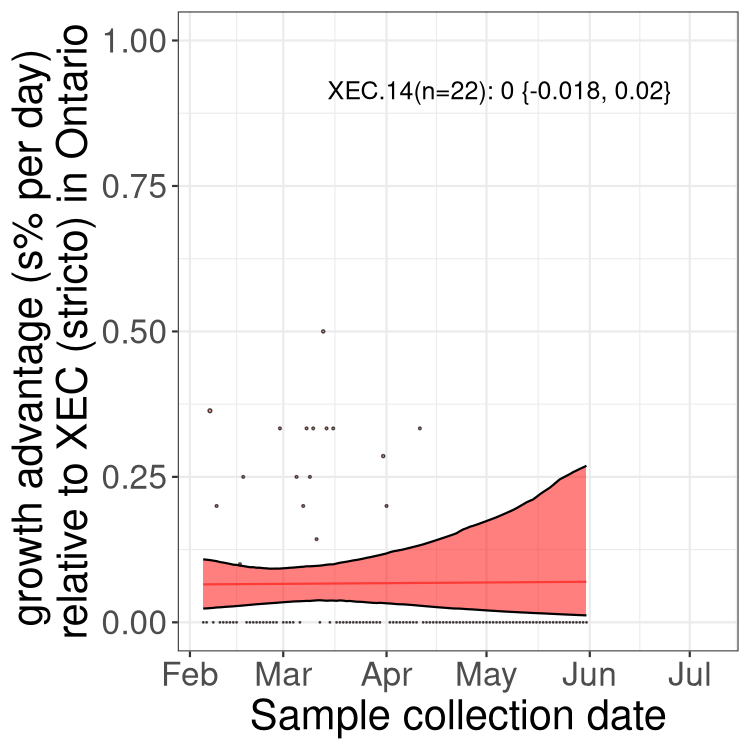 growth advantage (s% per day)
relative to XEC (stricto) in Ontario
1.00
0.75
0.50
0.25
0.00
XEC.14(n=22): 0 {-0.018, 0.02}
Feb Mar Apr May Jun Jul
Sample collection date